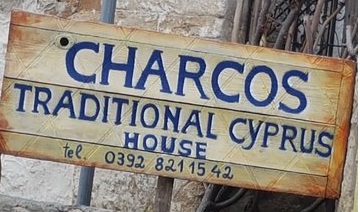 CHARCOS
TRADITIONAL CYPRUS
HOUSE
tel. 0392 821 15 42